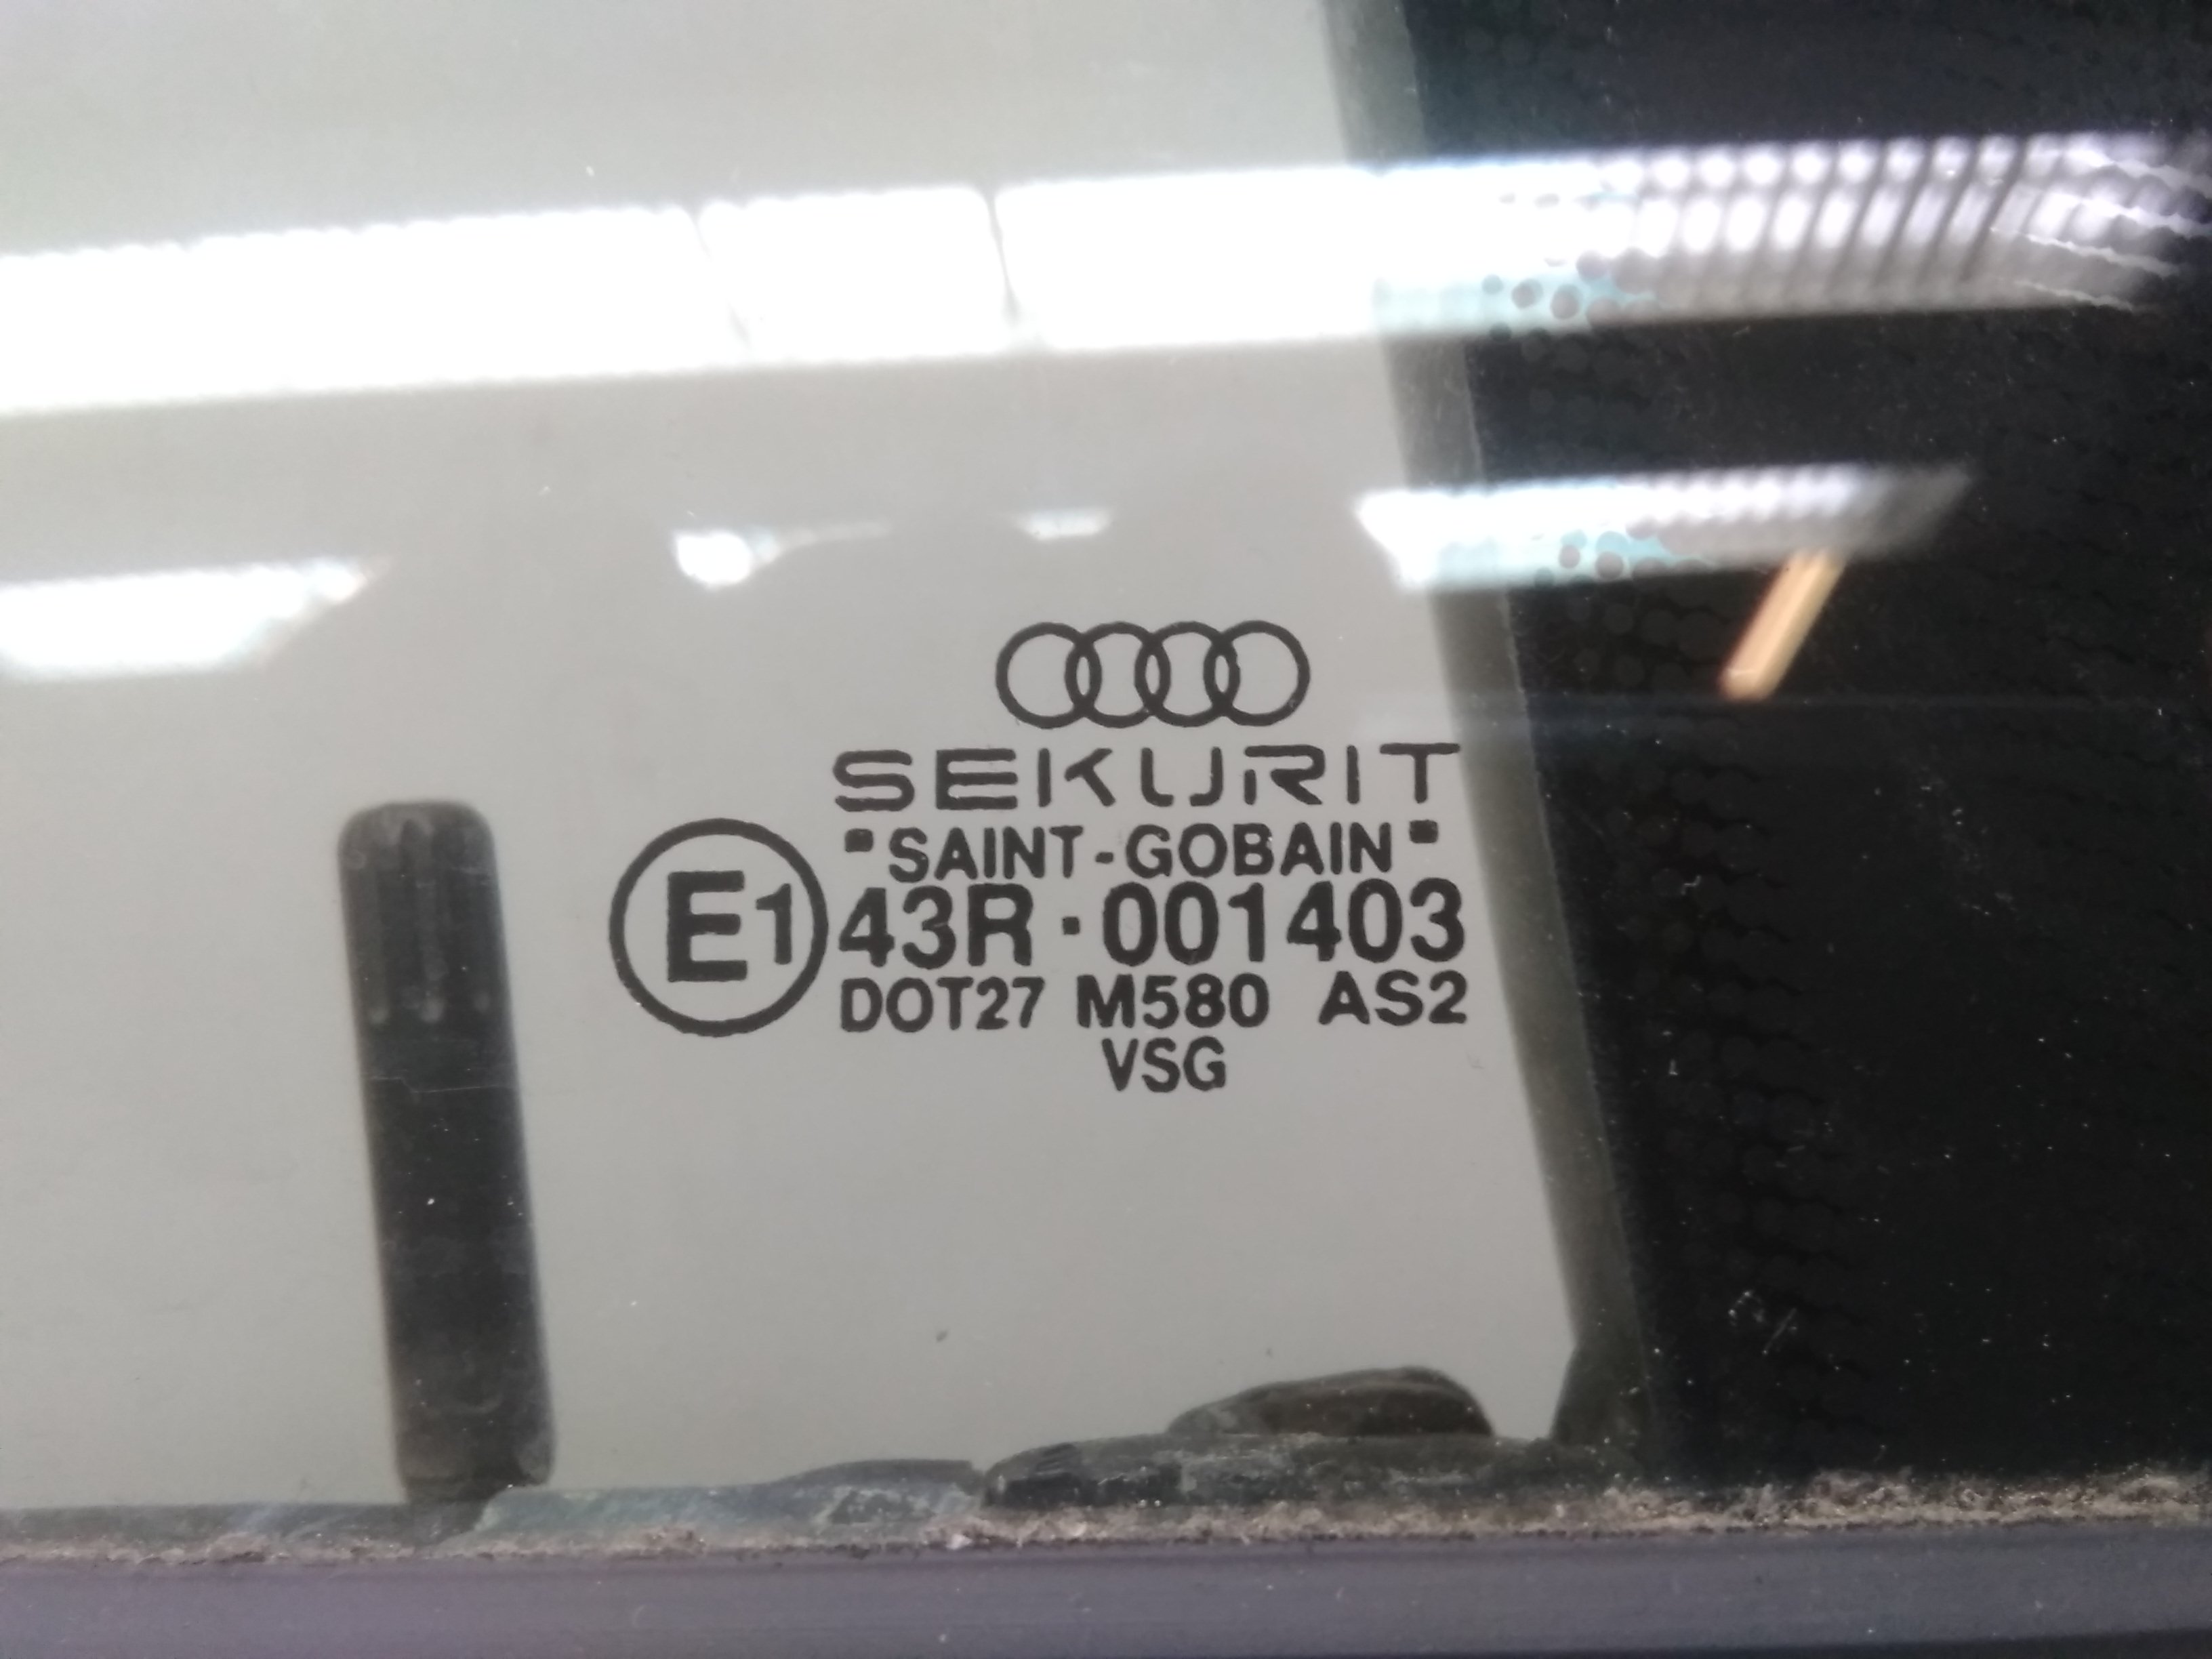 SEKURIT
"SAINT-GOBAIN"
E1 43R·001403
DOT27 M580 AS2
VSG